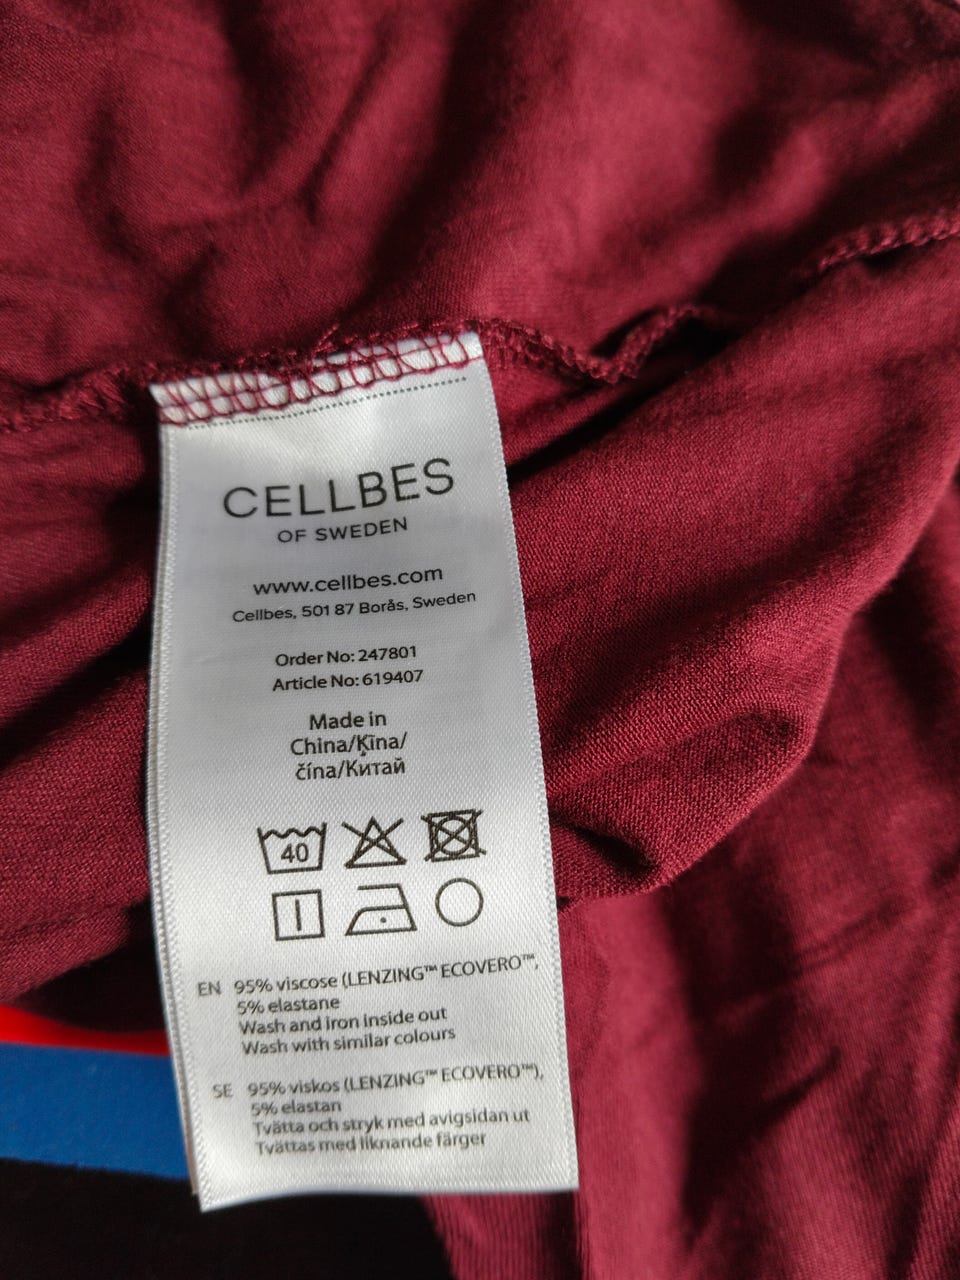 CELLBES
OF SWEDEN
www.cellbes.com
Cellbes, 501 87 Borås, Sweden
Order No: 247801
Article No: 619407
Made in
China/Ķīna/
čína/Китай
40
EN 95% viscose (LENZING™ ECOVERO™,
5% elastane
Wash and iron inside out
Wash with similar colours
SE 95% viskos (LENZING™ ECOVERO™),
5% elastan
Tvätta och stryk med avigsidan ut
Tvättas med liknande färger